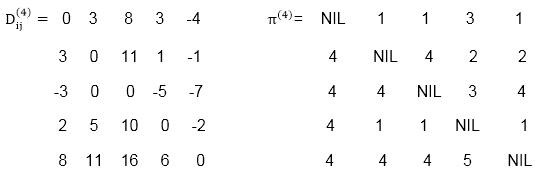 D_ij^(4) = 0 3 8 3 -4 π^(4)= NIL 1 1 3 1
3 0 11 1 -1 4 NIL 4 2 2
-3 0 0 -5 -7 4 4 NIL 3 4
2 5 10 0 -2 4 1 1 NIL 1
8 11 16 6 0 4 4 4 5 NIL